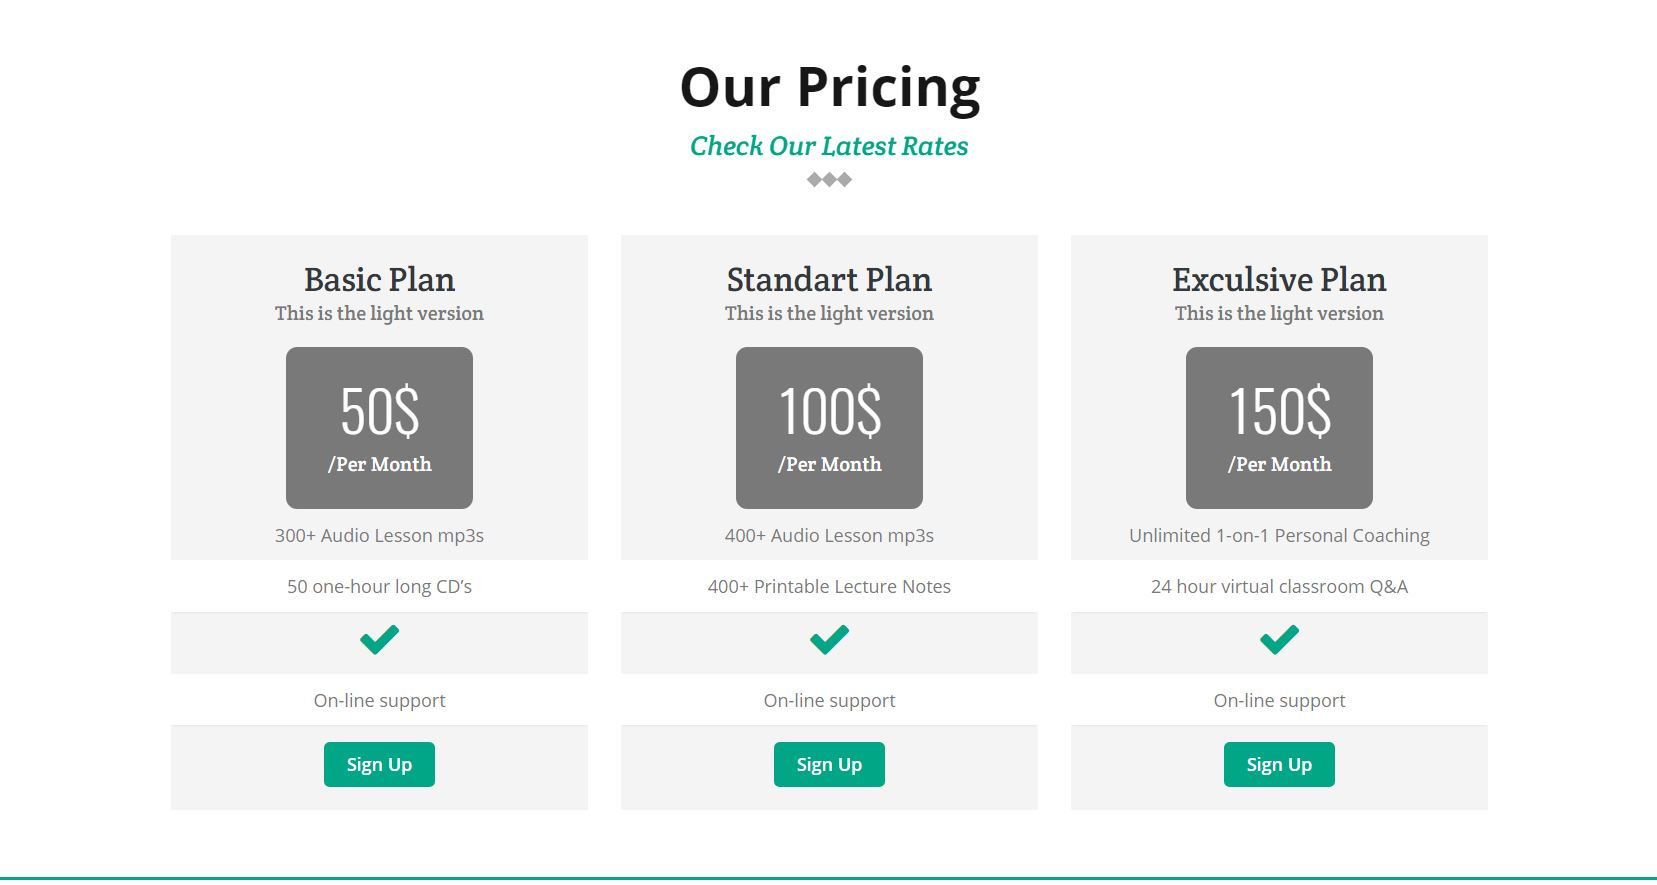 Our Pricing
Check Our Latest Rates
Basic Plan
This is the light version
50$
/Per Month
300+ Audio Lesson mp3s
50 one-hour long CD’s
On-line support
Sign Up
Standart Plan
This is the light version
100$
/Per Month
400+ Audio Lesson mp3s
400+ Printable Lecture Notes
On-line support
Sign Up
Exculsive Plan
This is the light version
150$
/Per Month
Unlimited 1-on-1 Personal Coaching
24 hour virtual classroom Q&A
On-line support
Sign Up